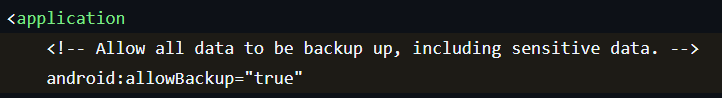 <application
<!-- Allow all data to be backup up, including sensitive data. -->
android:allowBackup="true"